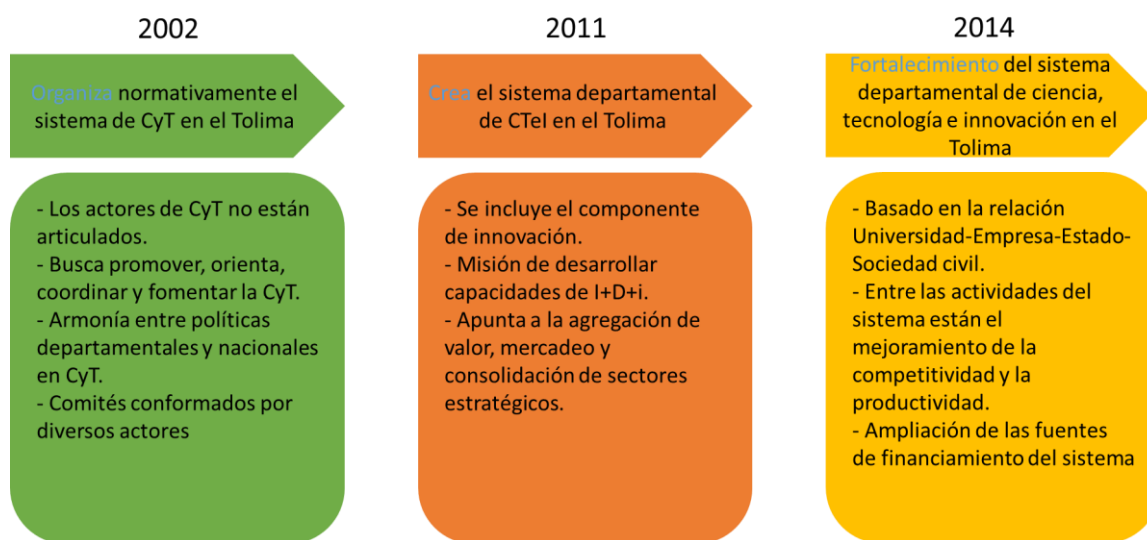 2002
Organiza normativamente el
sistema de CyT en el Tolima
- Los actores de CyT no están
articulados.
- Busca promover, orienta,
coordinar y fomentar la CyT.
- Armonía entre políticas
departamentales y nacionales
en CyT.
- Comités conformados por
diversos actores
2011
Crea el sistema departamental
de CTeI en el Tolima
- Se incluye el componente
de innovación.
- Misión de desarrollar
capacidades de I+D+i.
- Apunta a la agregación de
valor, mercadeo y
consolidación de sectores
estratégicos.
2014
Fortalecimiento del sistema
departamental de ciencia,
tecnología e innovación en el
Tolima
- Basado en la relación
Universidad-Empresa-Estado-
Sociedad civil.
- Entre las actividades del
sistema están el
mejoramiento de la
competitividad y la
productividad.
- Ampliación de las fuentes
de financiamiento del sistema